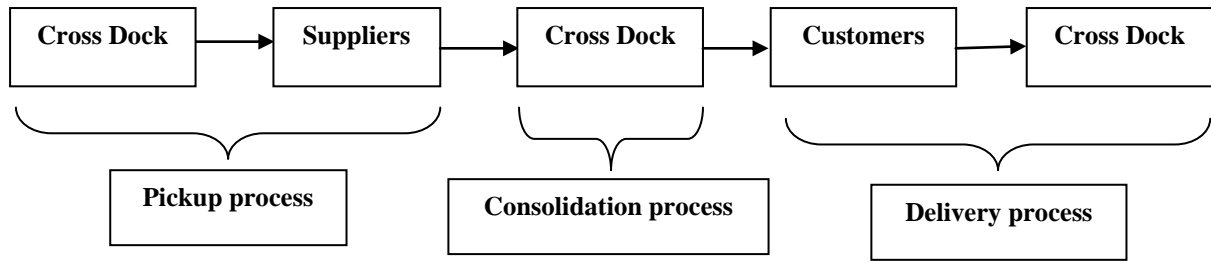 Cross Dock
Suppliers
Cross Dock
Customers
Cross Dock
Pickup process
Consolidation process
Delivery process